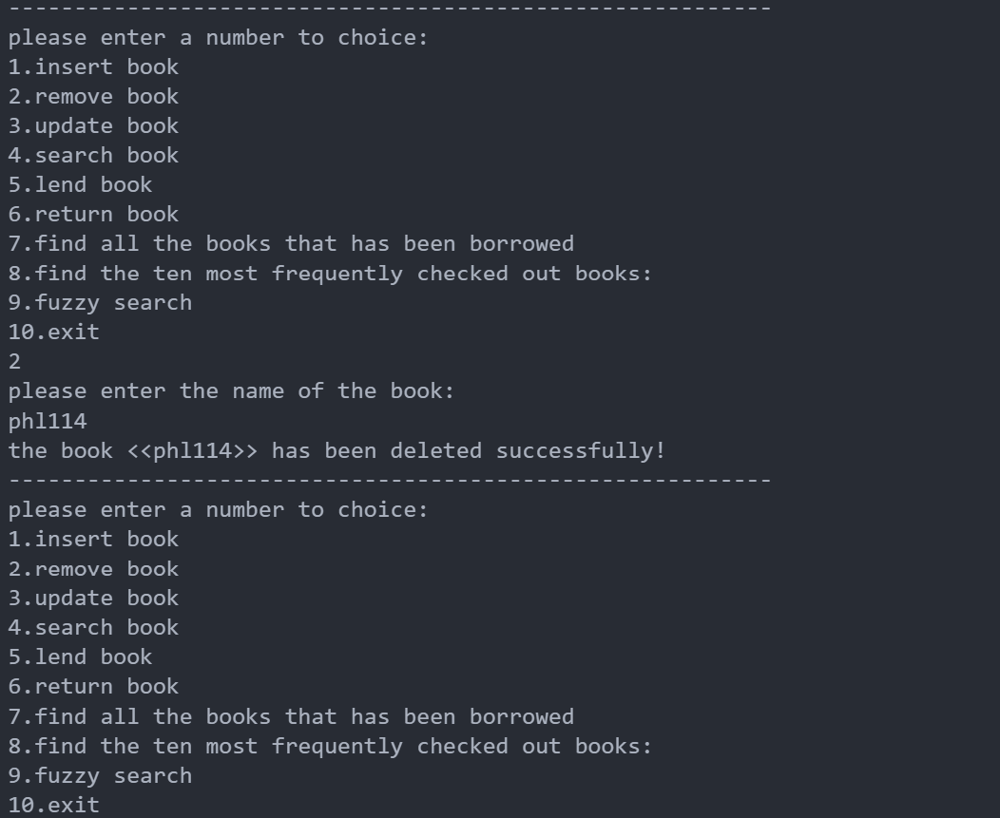 ----------------------------------------------------------
please enter a number to choice:
1.insert book
2.remove book
3.update book
4.search book
5.lend book
6.return book
7.find all the books that has been borrowed
8.find the ten most frequently checked out books:
9.fuzzy search
10.exit
2
please enter the name of the book:
phl114
the book <<phl114>> has been deleted successfully!
----------------------------------------------------------
please enter a number to choice:
1.insert book
2.remove book
3.update book
4.search book
5.lend book
6.return book
7.find all the books that has been borrowed
8.find the ten most frequently checked out books:
9.fuzzy search
10.exit